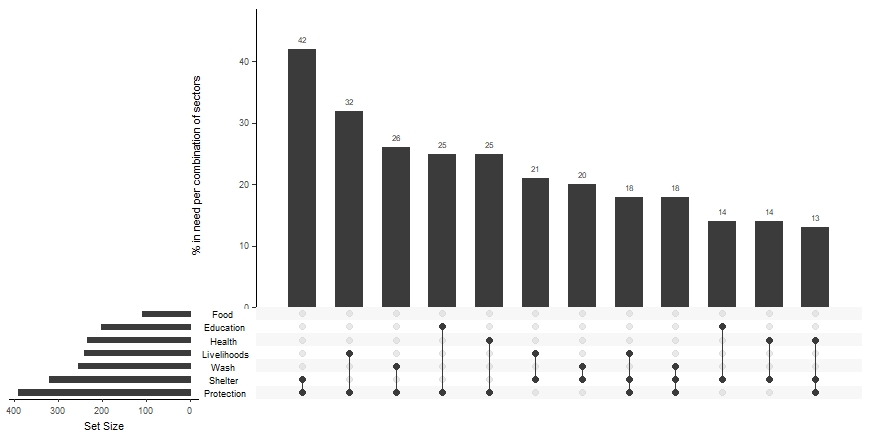 42
32
26
25
25
21
20
18
18
14
14
13
% in need per combination of sectors
40
30
20
10
0
Food
Education
Health
Livelihoods
Wash
Shelter
Protection
400 300 200 100 0
Set Size